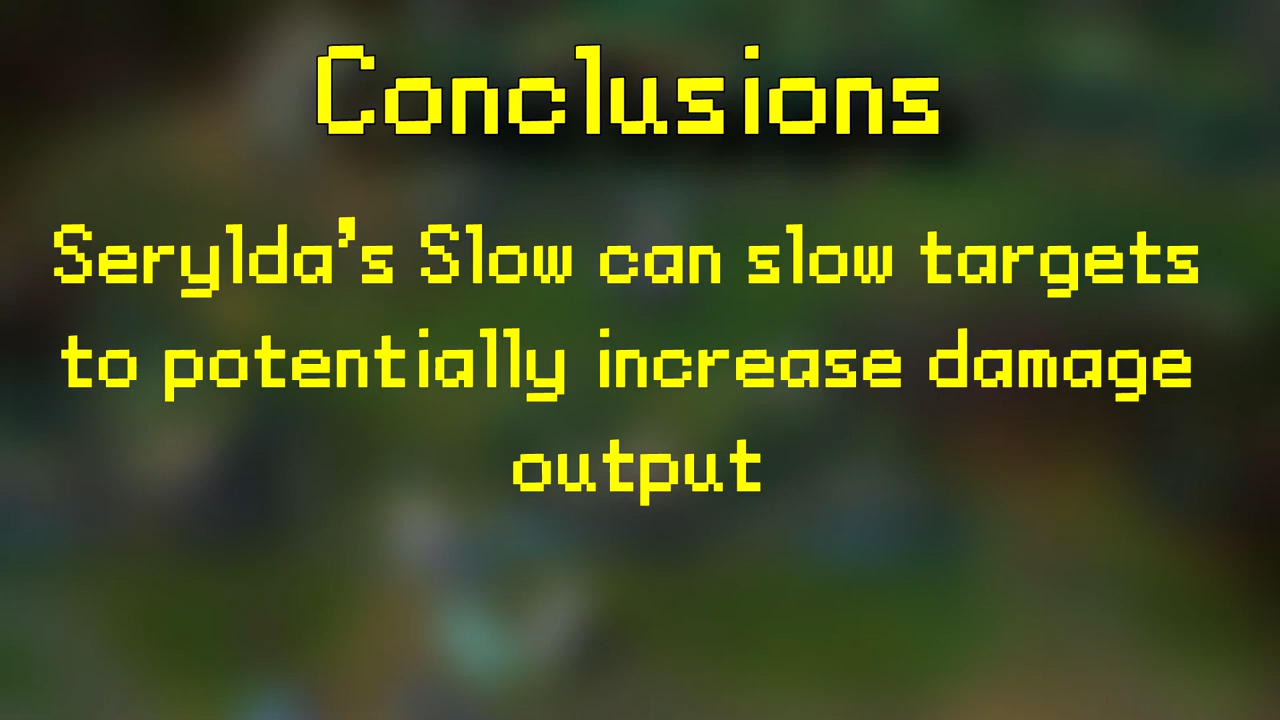 Conclusions
Serylda's Slow can slow targets
to potentially increase damage
output